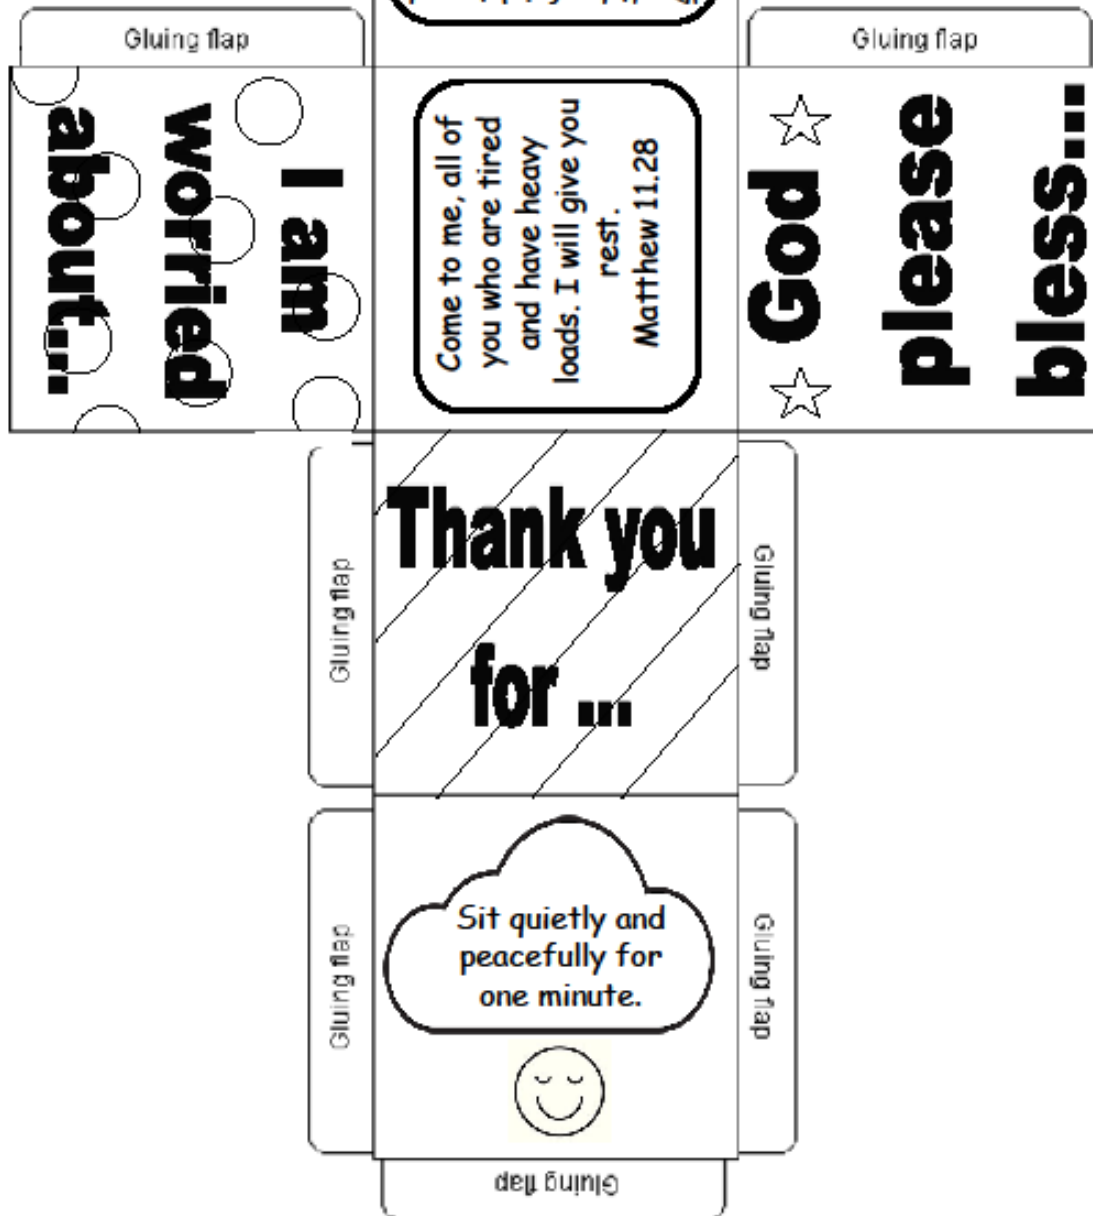 Gluing flap
Gluing flap
I am
worried
about...
Come to me, all of
you who are tired
and have heavy
loads. I will give you
rest.
Matthew 11.28
God
please
bless...
Gluing flap
Thank you
for ...
Gluing flap
Gluing flap
Sit quietly and
peacefully for
one minute.
Gluing flap
Gluing flap